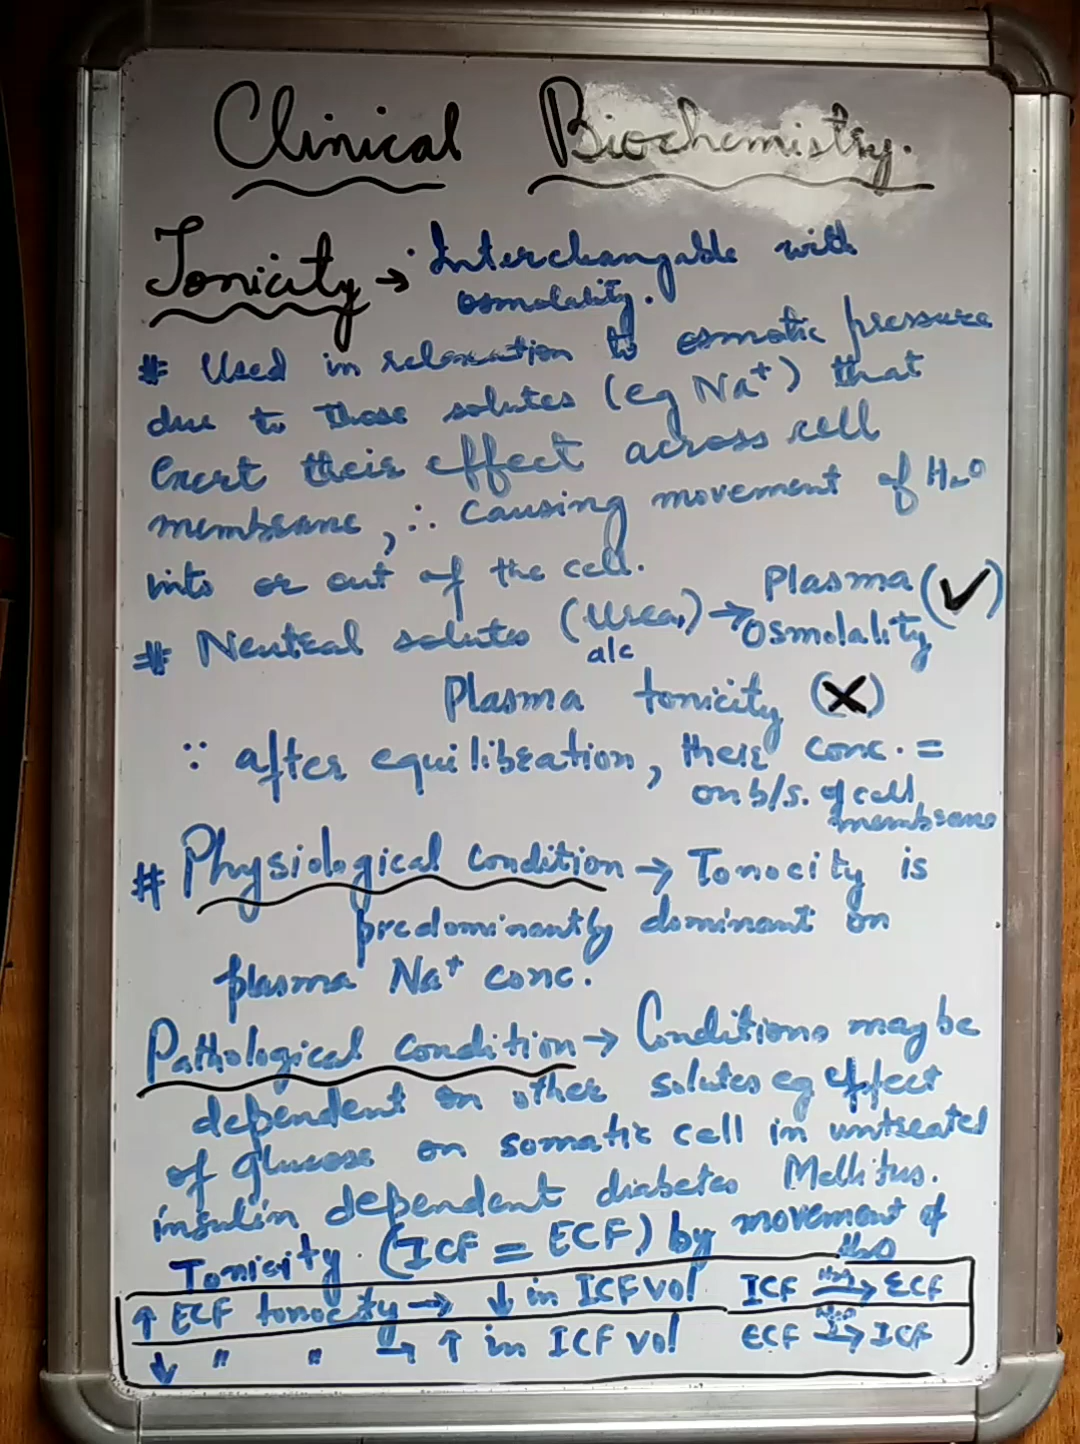 Clinical Biochemistry.
Tonicity → Interchangable with
osmolality.
# Used in relaxation to osmotic pressure
due to those solutes (eg Na⁺) that
Exert their effect across cell
membrane, ∴ causing movement of H₂O
into or out of the cell.
# Neutral solutes (Urea) → Plasma (✓)
a/c Osmolality
Plasma tonicity (✗)
∵ after equilibration, there conc. =
on b/s. of cell
membrane
# Physiological condition → Tonocity is
predominantly dominant on
plasma Na⁺ conc.
Pathological condition → Conditions may be
dependent on other solutes eg effect
of glucose on somatic cell in untreated
insulin dependent diabetes Mellitus.
Tonicity (ICF = ECF) by movement of
H₂O
↑ ECF tonocity → ↓ in ICF vol ICF H₂O→ ECF
↓ " " → ↑ in ICF vol ECF H₂O→ ICF